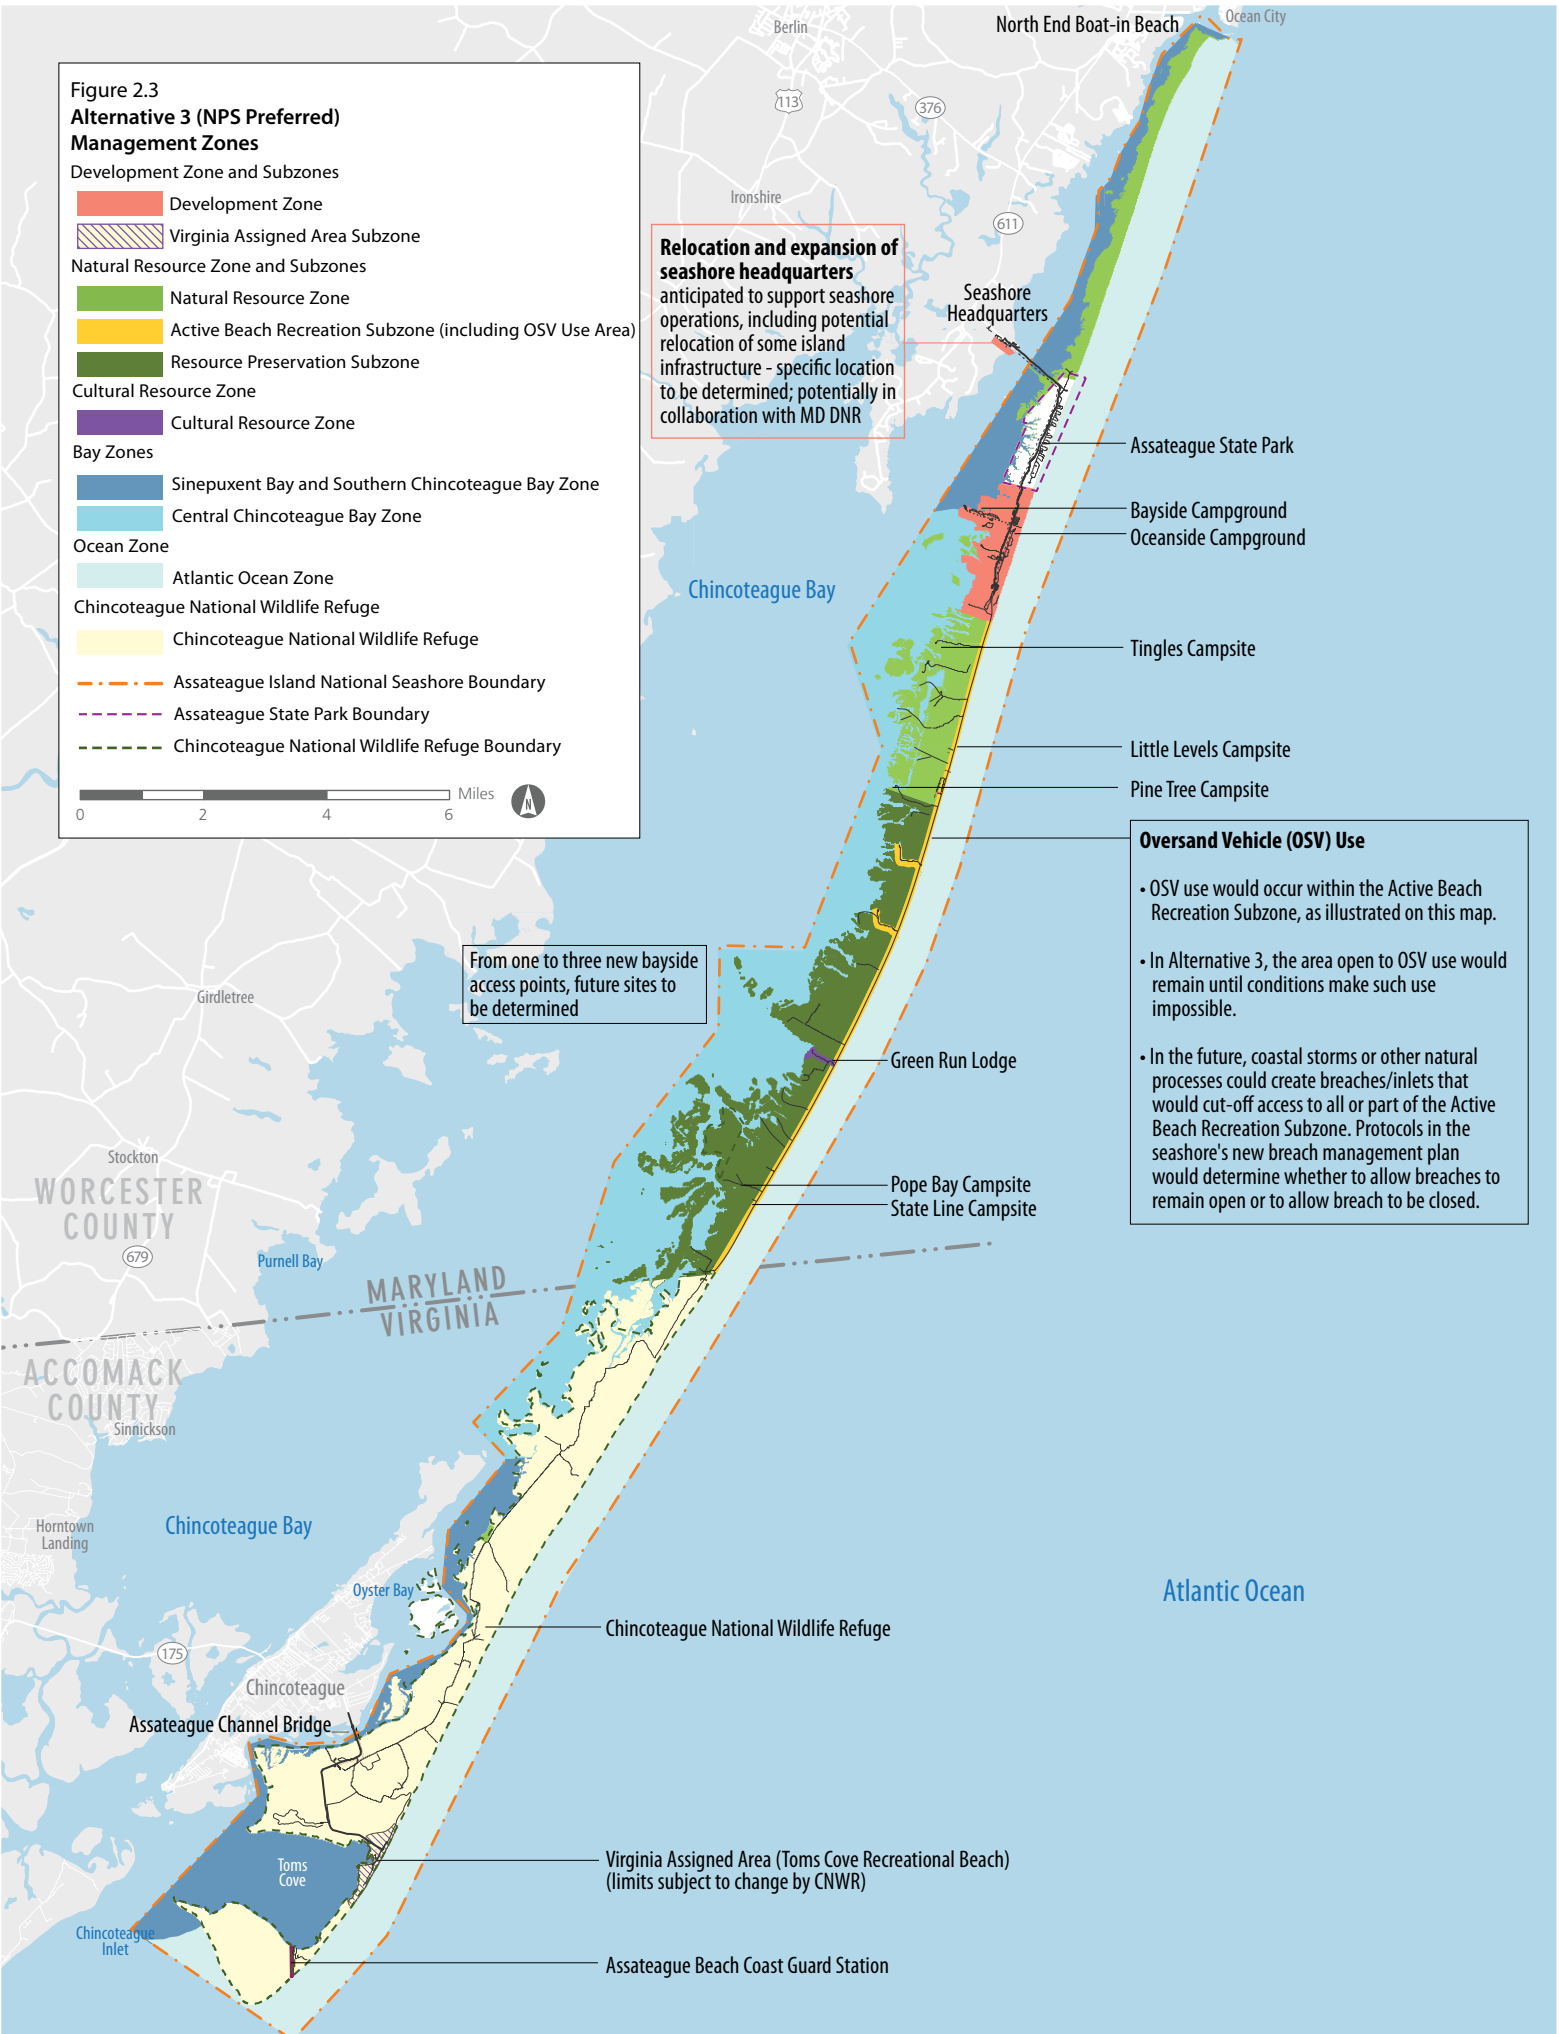 North End Boat-in Beach
Ocean City
Berlin
113
376
Figure 2.3
Alternative 3 (NPS Preferred)
Management Zones
Development Zone and Subzones
Development Zone
Virginia Assigned Area Subzone
Natural Resource Zone and Subzones
Natural Resource Zone
Active Beach Recreation Subzone (including OSV Use Area)
Resource Preservation Subzone
Cultural Resource Zone
Cultural Resource Zone
Bay Zones
Sinepuxent Bay and Southern Chincoteague Bay Zone
Central Chincoteague Bay Zone
Ocean Zone
Atlantic Ocean Zone
Chincoteague National Wildlife Refuge
Chincoteague National Wildlife Refuge
Assateague Island National Seashore Boundary
Assateague State Park Boundary
Chincoteague National Wildlife Refuge Boundary
Miles
0 2 4 6
N
Ironshire
611
Relocation and expansion of
seashore headquarters
anticipated to support seashore
operations, including potential
relocation of some island
infrastructure - specific location
to be determined; potentially in
collaboration with MD DNR
Seashore
Headquarters
Assateague State Park
Bayside Campground
Oceanside Campground
Chincoteague Bay
Tingles Campsite
Little Levels Campsite
Pine Tree Campsite
Oversand Vehicle (OSV) Use
• OSV use would occur within the Active Beach
Recreation Subzone, as illustrated on this map.
• In Alternative 3, the area open to OSV use would
remain until conditions make such use
impossible.
• In the future, coastal storms or other natural
processes could create breaches/inlets that
would cut-off access to all or part of the Active
Beach Recreation Subzone. Protocols in the
seashore's new breach management plan
would determine whether to allow breaches to
remain open or to allow breach to be closed.
From one to three new bayside
access points, future sites to
be determined
Girdletree
Green Run Lodge
Stockton
WORCESTER
COUNTY
679
Purnell Bay
Pope Bay Campsite
State Line Campsite
MARYLAND
VIRGINIA
ACCOMACK
COUNTY
Sinnickson
Chincoteague Bay
Horntown
Landing
Oyster Bay
Atlantic Ocean
Chincoteague National Wildlife Refuge
175
Chincoteague
Assateague Channel Bridge
Toms
Cove
Virginia Assigned Area (Toms Cove Recreational Beach)
(limits subject to change by CNWR)
Chincoteague
Inlet
Assateague Beach Coast Guard Station